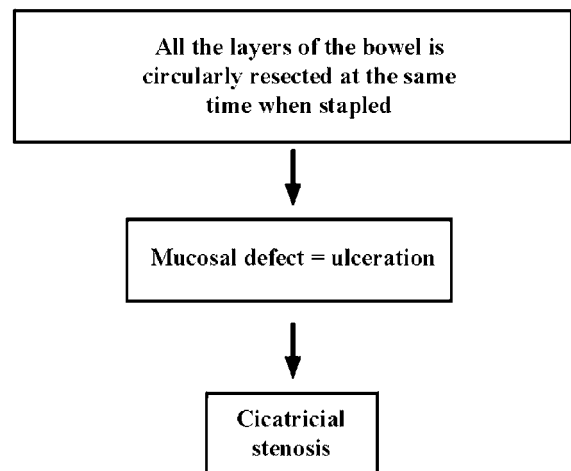 All the layers of the bowel is
circularly resected at the same
time when stapled
Mucosal defect = ulceration
Cicatricial
stenosis